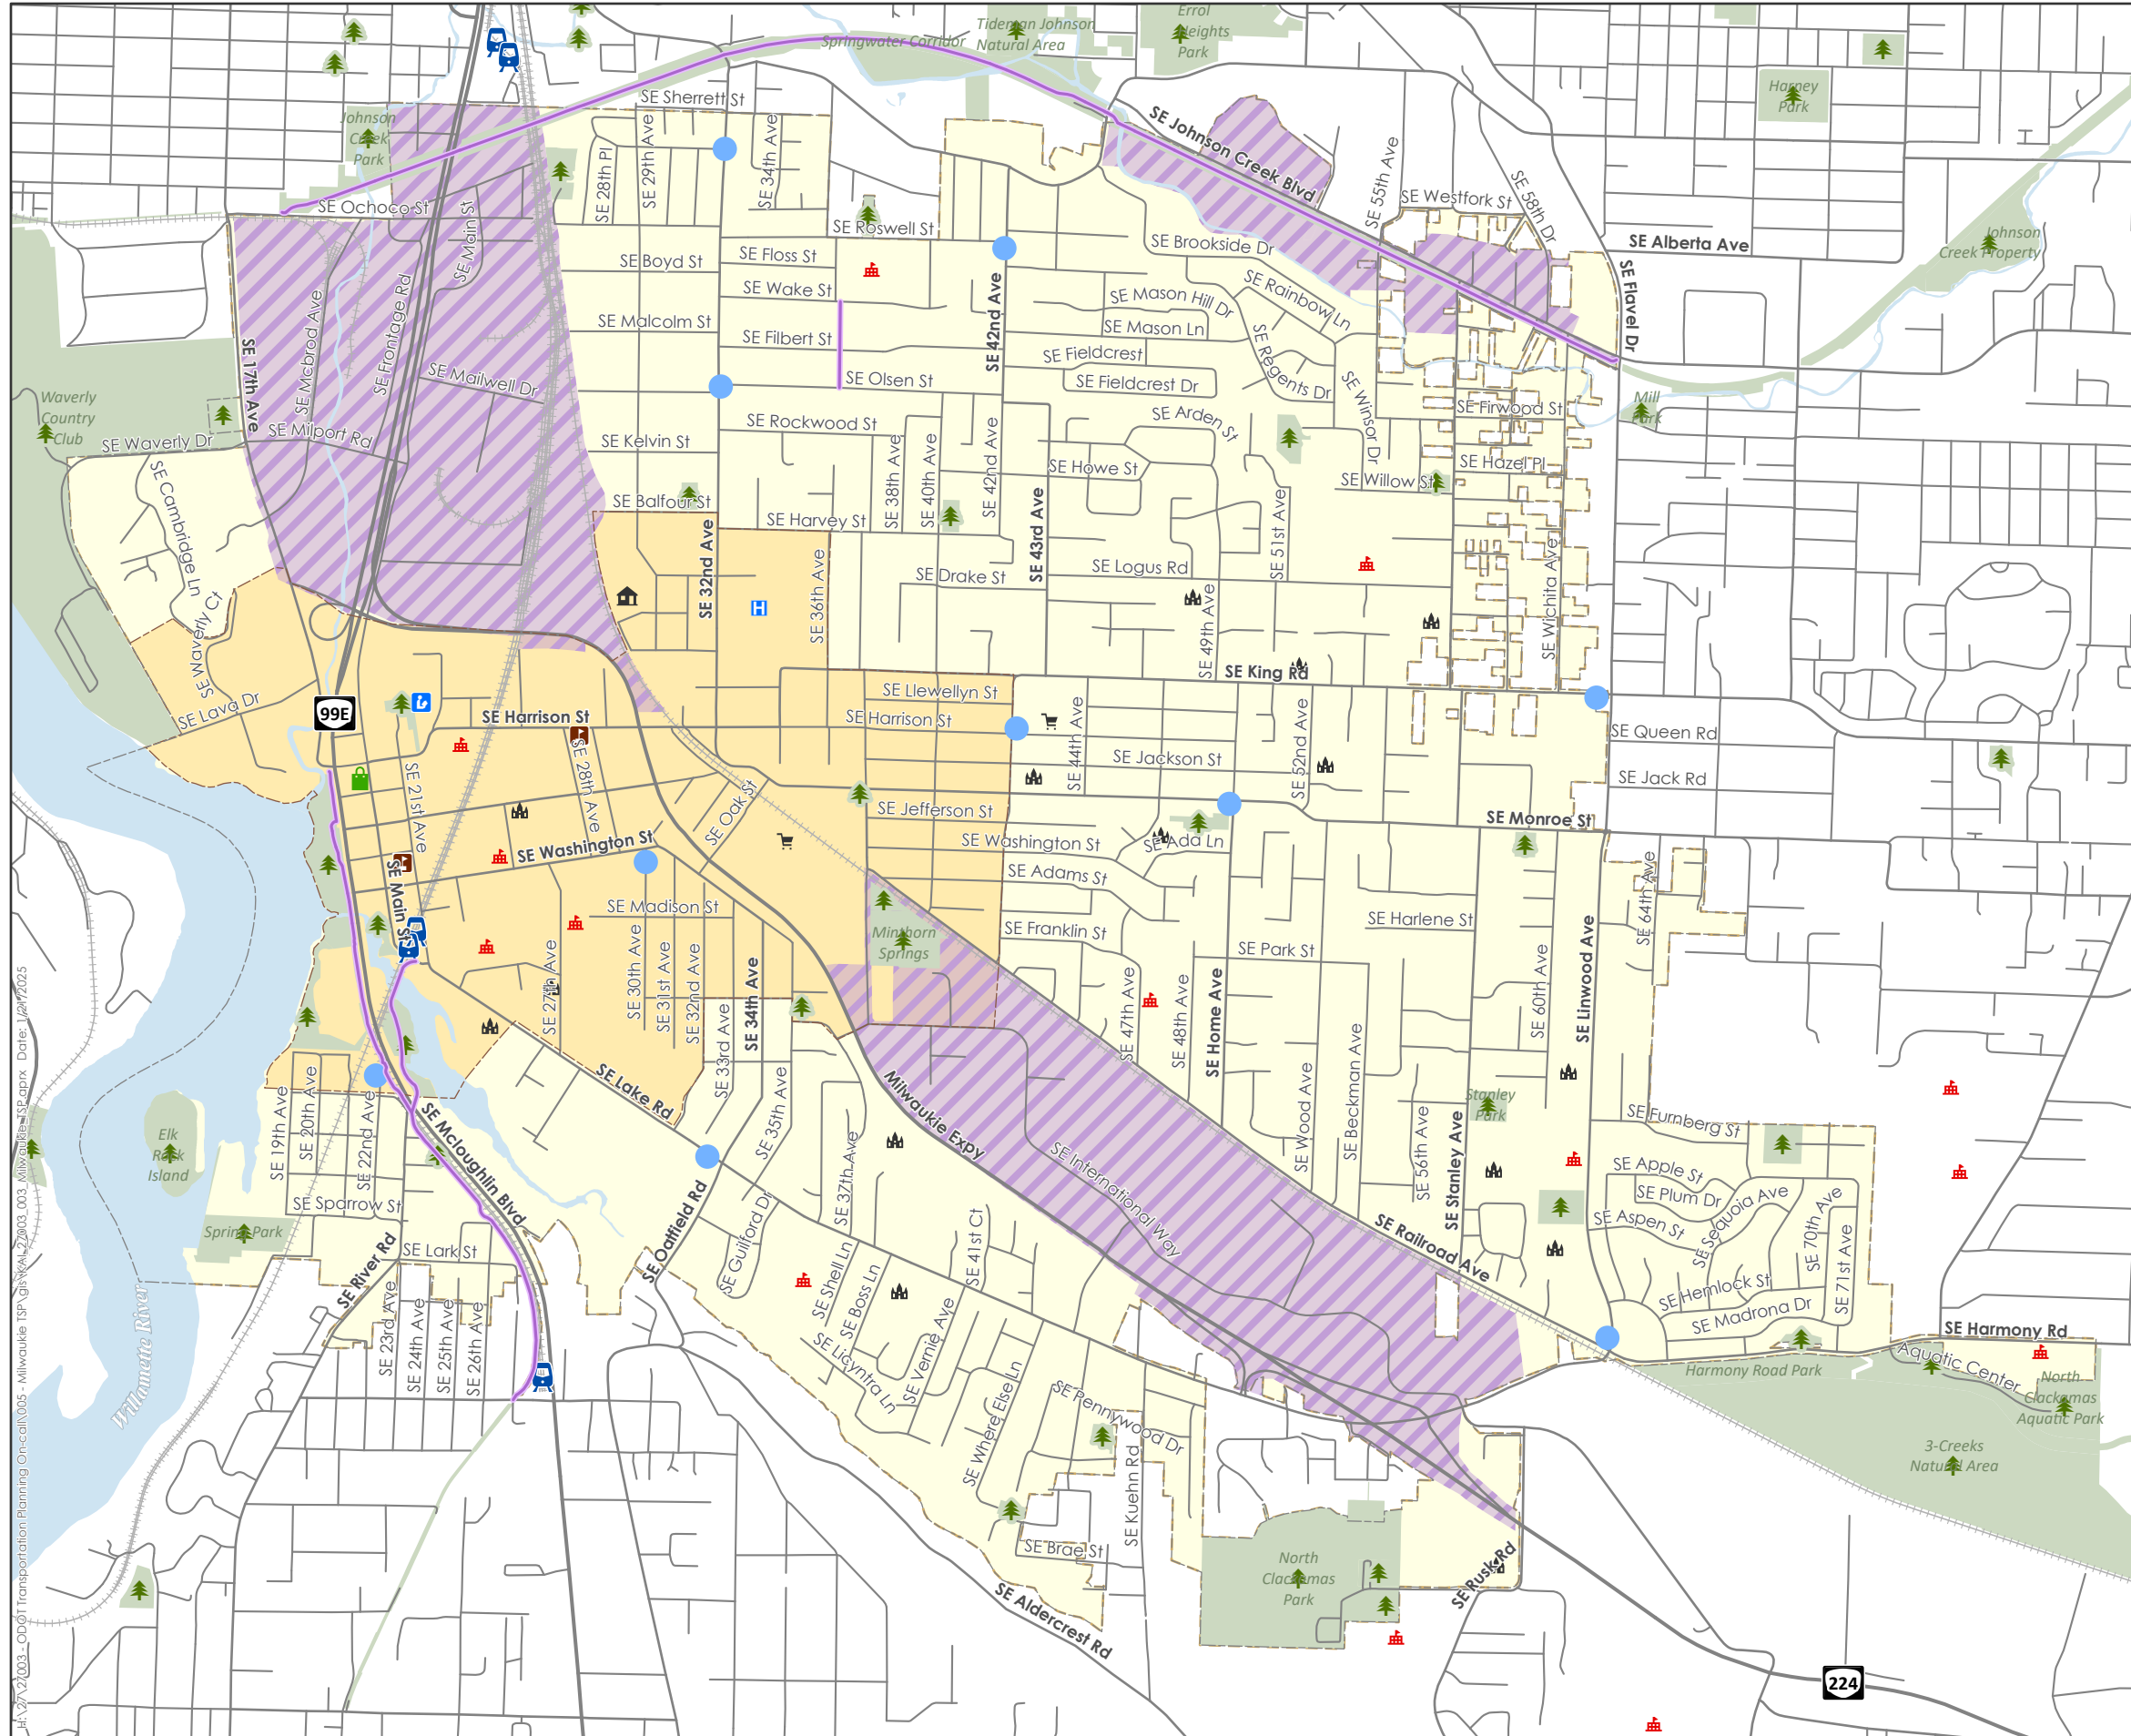 Tideman Johnson
Natural Area
Errol
Heights
Park
Springwater Corridor
Harney
Park
Johnson
Creek
Park
SE Sherrett St
SE 28th Pl
SE 29th Ave
SE 34th Ave
SE Johnson Creek Blvd
SE 55th Ave
SE Westfork St
SE 58th Dr
SE Ochoco St
SE Main St
SE Roswell St
SE Brookside Dr
SE Alberta Ave
Johnson
Creek Property
SE Boyd St
SE Floss St
SE Wake St
SE 42nd Ave
SE Mason Hill Dr
SE Rainbow Ln
SE Flavel Dr
SE Mcbrod Ave
SE Frontage Rd
SE Malcolm St
SE Filbert St
SE Mason Ln
SE Fieldcrest
SE Regents Dr
SE 17th Ave
SE Mailwell Dr
SE Olsen St
SE Fieldcrest Dr
SE Winsor Dr
Waverly
Country
Club
SE Waverly Dr
SE Milport Rd
SE Kelvin St
SE Rockwood St
SE 38th Ave
SE 40th Ave
SE 42nd Ave
SE Arden St
SE Firwood St
Mill
Park
SE Howe St
SE Hazel Pl
SE Willow St
SE Cambridge Ln
SE Balfour St
SE Harvey St
SE 32nd Ave
SE 36th Ave
SE 43rd Ave
SE 51st Ave
SE Drake St
SE Logus Rd
SE 49th Ave
SE Wichita Ave
SE Waverly Ct
SE Lava Dr
H
SE King Rd
SE Llewellyn St
99E
SE Harrison St
SE Harrison St
SE 44th Ave
SE 52nd Ave
SE Queen Rd
SE Jackson St
SE Jack Rd
SE 21st Ave
SE 28th Ave
SE Oak St
SE Jefferson St
SE Monroe St
SE Washington St
SE Washington St
SE Ada Ln
SE Main St
SE Adams St
SE 64th Ave
SE Madison St
Minthorn
Springs
SE Franklin St
SE Park St
SE Harlene St
SE 27th Ave
SE 30th Ave
SE 31st Ave
SE 32nd Ave
SE 33rd Ave
SE 34th Ave
SE 47th Ave
SE 48th Ave
SE Home Ave
SE 60th Ave
SE Linwood Ave
SE Lake Rd
SE 35th Ave
SE 37th Ave
Milwaukie Expy
SE International Way
SE Wood Ave
SE Beckman Ave
SE 56th Ave
SE Stanley Ave
Stanley
Park
SE Furnberg St
SE 19th Ave
SE 20th Ave
SE 22nd Ave
SE Mcloughlin Blvd
Elk
Rock
Island
SE Sparrow St
Spring Park
SE Apple St
SE Plum Dr
SE Aspen St
SE Sequoia Ave
SE 70th Ave
SE 71st Ave
SE Lark St
SE River Rd
SE Oatfield Rd
SE Guilford Dr
SE Shell Ln
SE Boss Ln
SE 41st Ct
SE Railroad Ave
SE Hemlock St
SE Madrona Dr
SE Harmony Rd
SE 23rd Ave
SE 24th Ave
SE 25th Ave
SE 26th Ave
SE Licyntra Ln
SE Vernie Ave
SE Where Else Ln
SE Pennywood Dr
SE Kuehn Rd
Harmony Road Park
Aquatic Center
North
Clackamas
Aquatic Park
3-Creeks
Natural Area
Willamette River
SE Brae St
SE Aldercrest Rd
North
Clackamas
Park
SE Rusk Rd
224
H:\27\27003 - ODOT Transportation Planning On-call\005 - Milwaukie TSP\gis\KAI_27003_003_Milwaukie_TSP.aprx Date: 1/21/2025